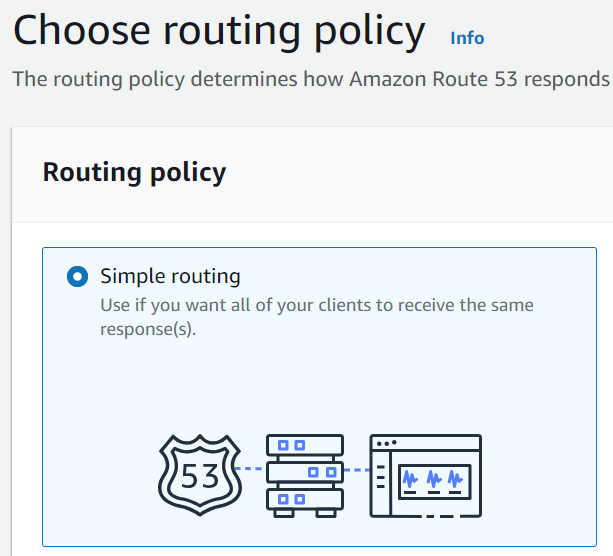 Choose routing policy Info
The routing policy determines how Amazon Route 53 responds
Routing policy
Simple routing
Use if you want all of your clients to receive the same
response(s).
53